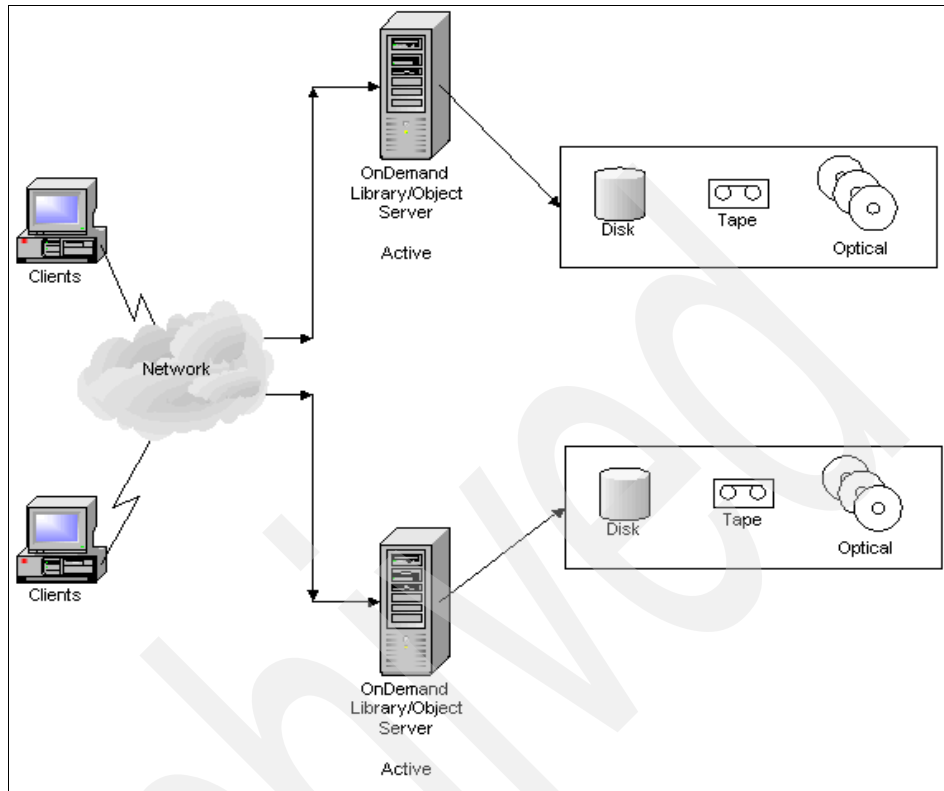 OnDemand
Library/Object
Server
Active
Disk
Tape
Optical
Clients
Network
Clients
OnDemand
Library/Object
Server
Active
Disk
Tape
Optical